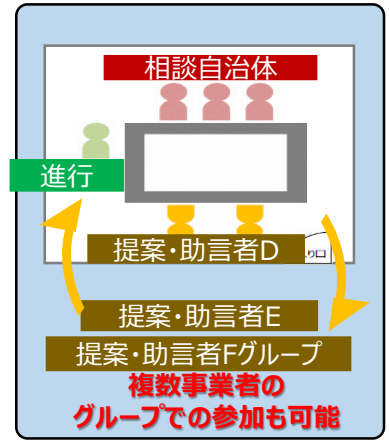 相談自治体
進行
提案・助言者D
提案・助言者E
提案・助言者Fグループ
複数事業者の
グループでの参加も可能